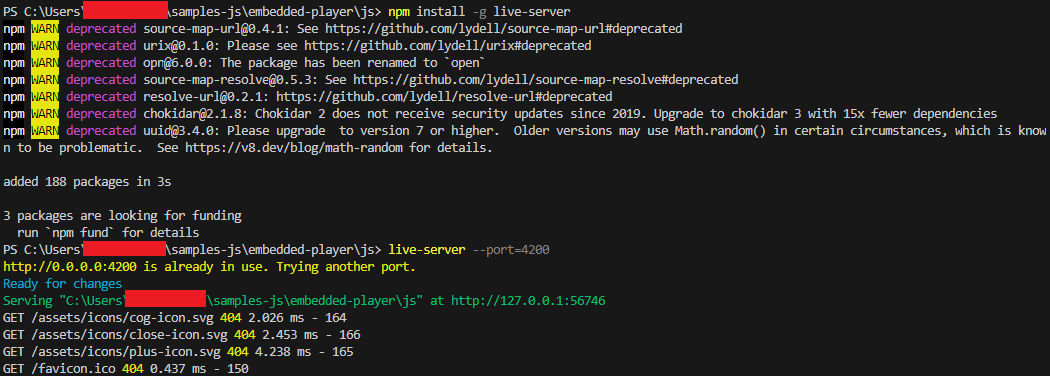 PS C:\Users\ \samples-js\embedded-player\js> npm install -g live-server
npm WARN deprecated source-map-url@0.4.1: See https://github.com/lydell/source-map-url#deprecated
npm WARN deprecated urix@0.1.0: Please see https://github.com/lydell/urix#deprecated
npm WARN deprecated opn@6.0.0: The package has been renamed to `open`
npm WARN deprecated source-map-resolve@0.5.3: See https://github.com/lydell/source-map-resolve#deprecated
npm WARN deprecated resolve-url@0.2.1: https://github.com/lydell/resolve-url#deprecated
npm WARN deprecated chokidar@2.1.8: Chokidar 2 does not receive security updates since 2019. Upgrade to chokidar 3 with 15x fewer dependencies
npm WARN deprecated uuid@3.4.0: Please upgrade  to version 7 or higher.  Older versions may use Math.random() in certain circumstances, which is know
n to be problematic.  See https://v8.dev/blog/math-random for details.
added 188 packages in 3s
3 packages are looking for funding
  run `npm fund` for details
PS C:\Users\ \samples-js\embedded-player\js> live-server --port=4200
http://0.0.0.0:4200 is already in use. Trying another port.
Ready for changes
Serving "C:\Users\ \samples-js\embedded-player\js" at http://127.0.0.1:56746
GET /assets/icons/cog-icon.svg 404 2.026 ms - 164
GET /assets/icons/close-icon.svg 404 2.453 ms - 166
GET /assets/icons/plus-icon.svg 404 4.238 ms - 165
GET /favicon.ico 404 0.437 ms - 150